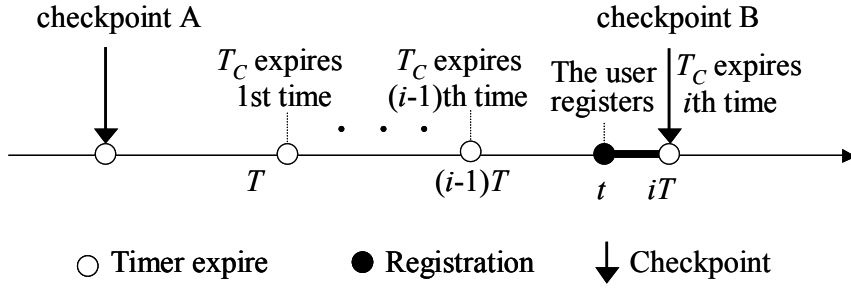 checkpoint A
checkpoint B
T_C expires
1st time
T_C expires
(i-1)th time
The user
registers
T_C expires
ith time
. . .
T
(i-1)T
t
iT
Timer expire
Registration
Checkpoint